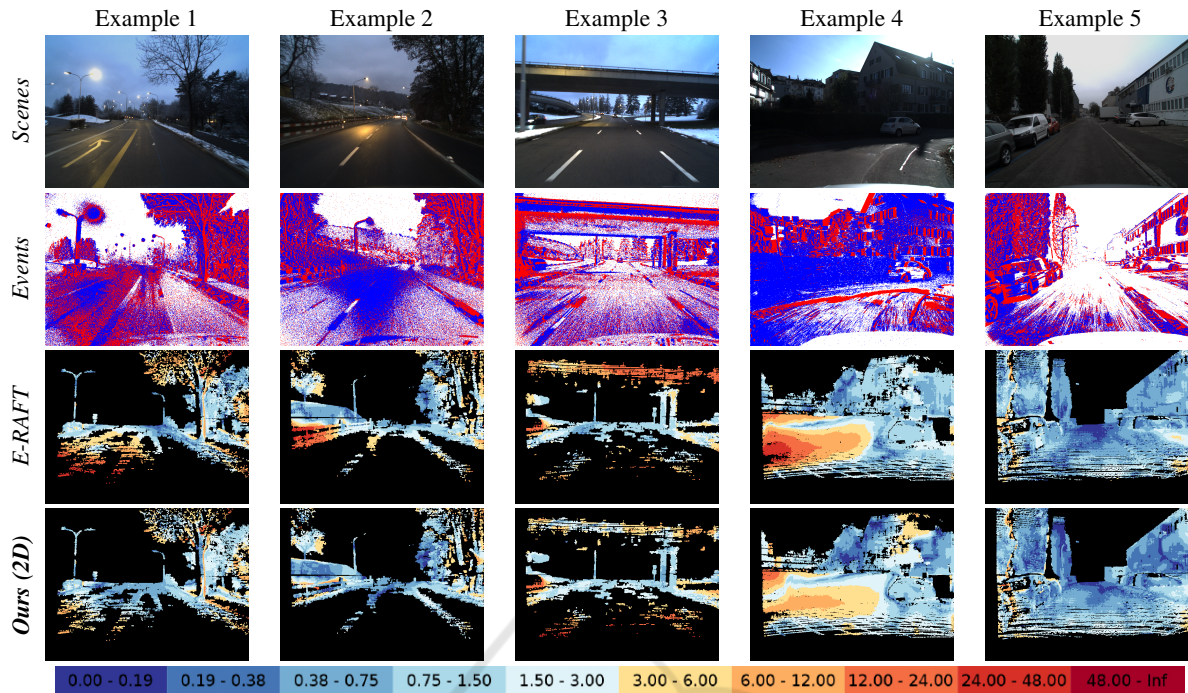 Example 1
Example 2
Example 3
Example 4
Example 5
Scenes
Events
E-RAFT
Ours (2D)
0.00 - 0.19
0.19 - 0.38
0.38 - 0.75
0.75 - 1.50
1.50 - 3.00
3.00 - 6.00
6.00 - 12.00
12.00 - 24.00
24.00 - 48.00
48.00 - Inf